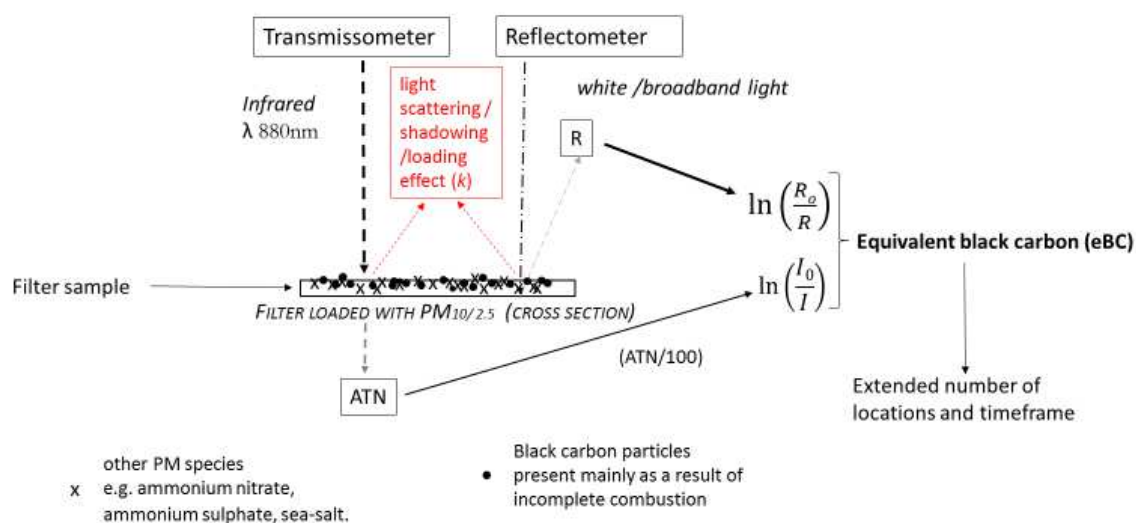 Transmissometer
Reflectometer
Infrared
λ 880nm
light
scattering /
shadowing
/loading
effect (k)
white /broadband light
R
ln(R_o/R)
Equivalent black carbon (eBC)
ln(I_0/I)
Filter sample
FILTER LOADED WITH PM10/2.5 (CROSS SECTION)
(ATN/100)
ATN
Extended number of
locations and timeframe
other PM species
x e.g. ammonium nitrate,
ammonium sulphate, sea-salt.
Black carbon particles
• present mainly as a result of
incomplete combustion